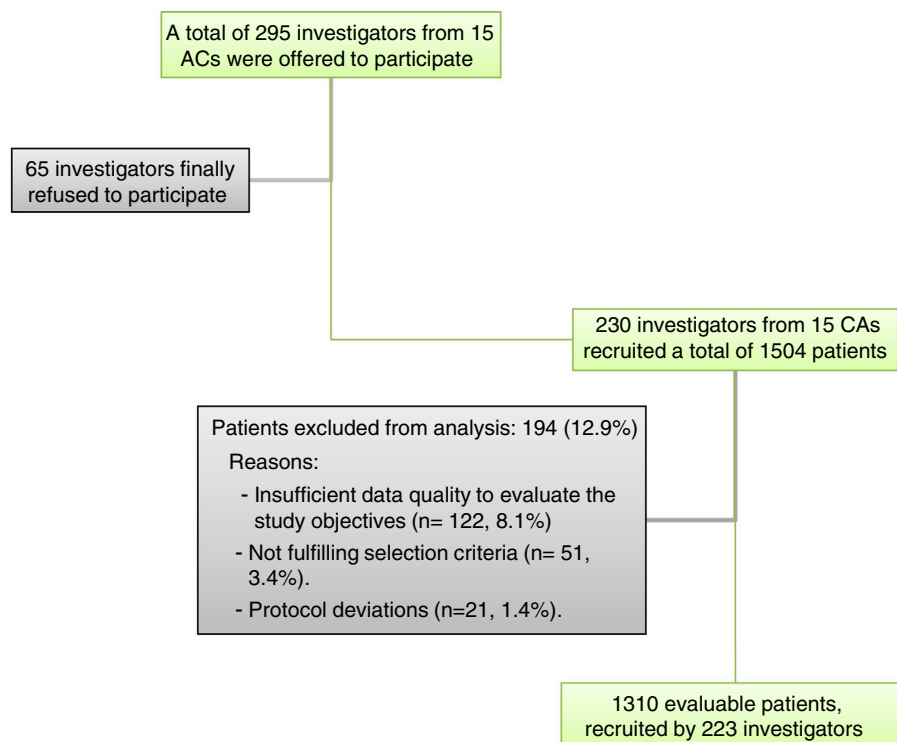 A total of 295 investigators from 15
ACs were offered to participate
65 investigators finally
refused to participate
230 investigators from 15 CAs
recruited a total of 1504 patients
Patients excluded from analysis: 194 (12.9%)
Reasons:
- Insufficient data quality to evaluate the
study objectives (n= 122, 8.1%)
- Not fulfilling selection criteria (n= 51,
3.4%).
- Protocol deviations (n=21, 1.4%).
1310 evaluable patients,
recruited by 223 investigators